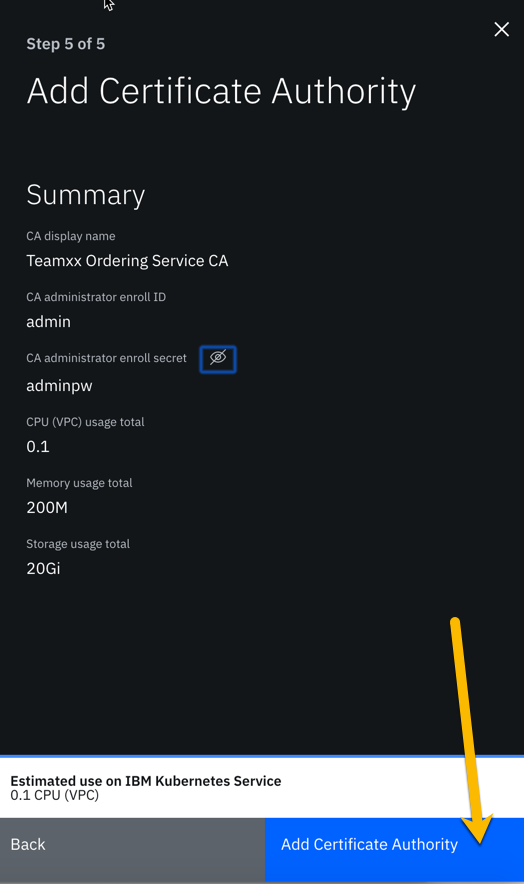 Step 5 of 5
Add Certificate Authority
Summary
CA display name
Teamxx Ordering Service CA
CA administrator enroll ID
admin
CA administrator enroll secret
adminpw
CPU (VPC) usage total
0.1
Memory usage total
200M
Storage usage total
20Gi
Estimated use on IBM Kubernetes Service
0.1 CPU (VPC)
Back
Add Certificate Authority